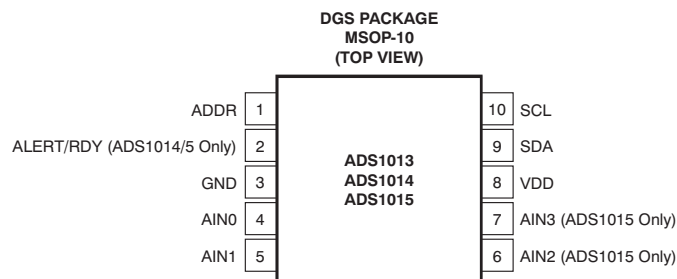 DGS PACKAGE
MSOP-10
(TOP VIEW)
ADDR 1
10 SCL
ALERT/RDY (ADS1014/5 Only) 2
9 SDA
ADS1013
ADS1014
ADS1015
GND 3
8 VDD
AIN0 4
7 AIN3 (ADS1015 Only)
AIN1 5
6 AIN2 (ADS1015 Only)